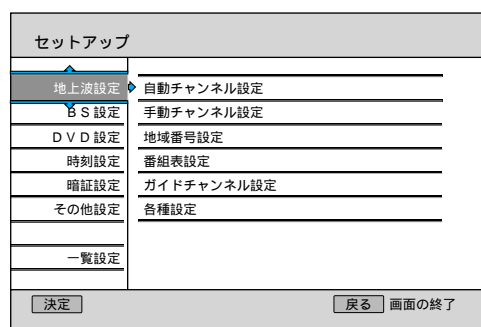 セットアップ
地上波設定
自動チャンネル設定
BS設定
手動チャンネル設定
DVD設定
地域番号設定
時刻設定
番組表設定
暗証設定
ガイドチャンネル設定
その他設定
各種設定
一覧設定
決定
戻る 画面の終了